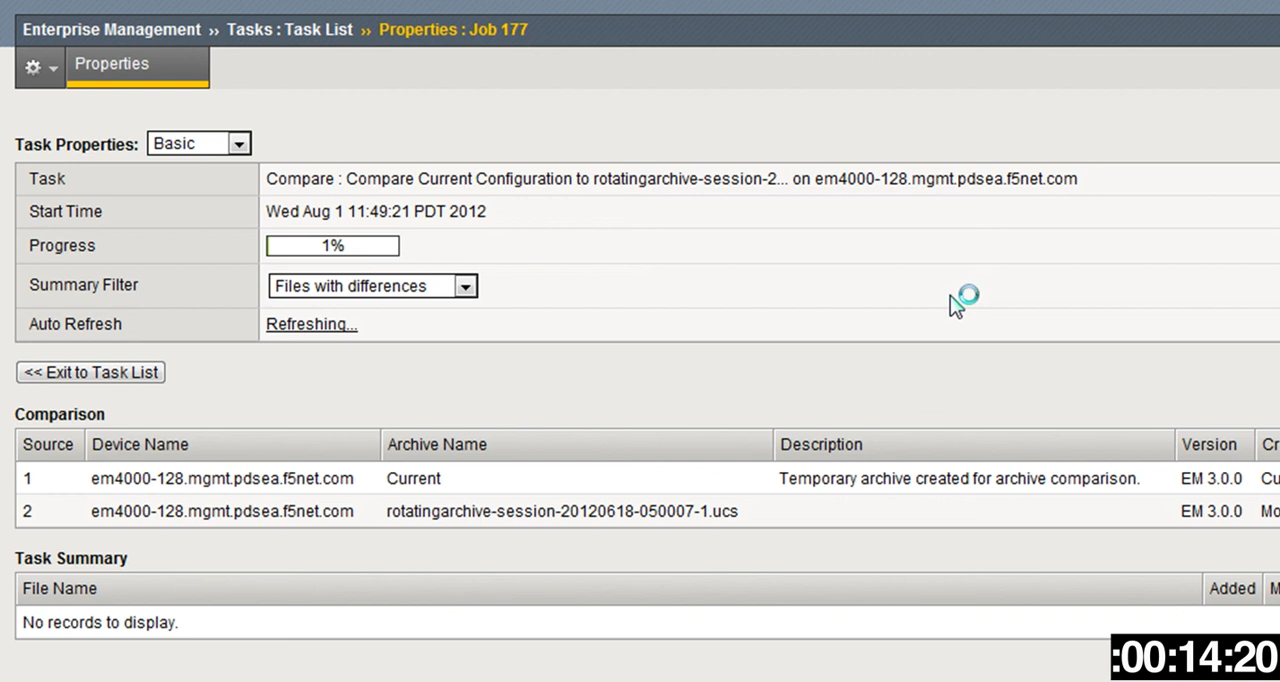 Enterprise Management ›› Tasks : Task List ›› Properties : Job 177
Properties
Task Properties: Basic
Task Compare : Compare Current Configuration to rotatingarchive-session-2... on em4000-128.mgmt.pdsea.f5net.com
Start Time Wed Aug 1 11:49:21 PDT 2012
Progress 1%
Summary Filter Files with differences
Auto Refresh Refreshing...
<< Exit to Task List
Comparison
Source Device Name Archive Name Description Version Cr
1 em4000-128.mgmt.pdsea.f5net.com Current Temporary archive created for archive comparison. EM 3.0.0 Cu
2 em4000-128.mgmt.pdsea.f5net.com rotatingarchive-session-20120618-050007-1.ucs EM 3.0.0 Mo
Task Summary
File Name Added M
No records to display.
:00:14:20